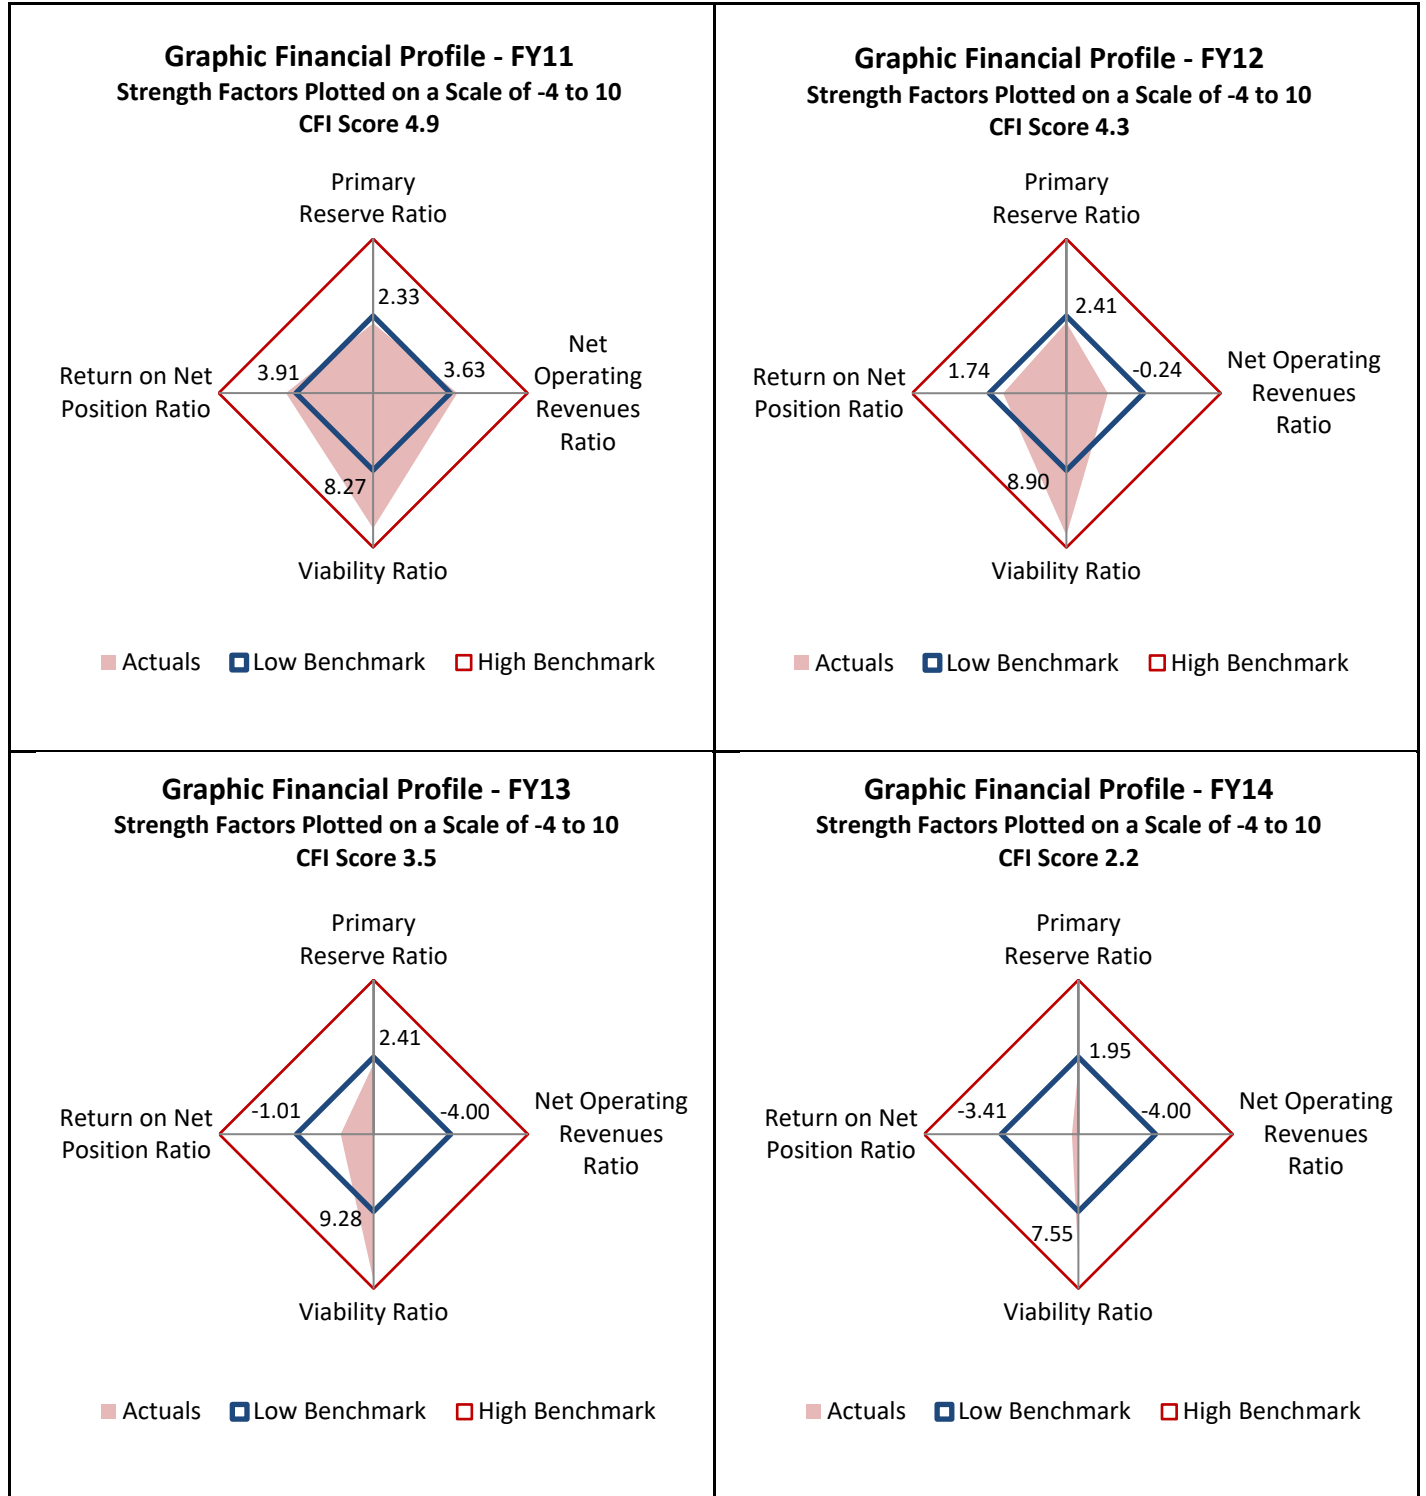 Graphic Financial Profile - FY11
Strength Factors Plotted on a Scale of -4 to 10
CFI Score 4.9
Primary
Reserve Ratio
2.33
Net
Operating
Revenues
Ratio
3.63
Return on Net
Position Ratio
3.91
8.27
Viability Ratio
Actuals
Low Benchmark
High Benchmark
Graphic Financial Profile - FY12
Strength Factors Plotted on a Scale of -4 to 10
CFI Score 4.3
Primary
Reserve Ratio
2.41
Net Operating
Revenues
Ratio
-0.24
Return on Net
Position Ratio
1.74
8.90
Viability Ratio
Actuals
Low Benchmark
High Benchmark
Graphic Financial Profile - FY13
Strength Factors Plotted on a Scale of -4 to 10
CFI Score 3.5
Primary
Reserve Ratio
2.41
Net Operating
Revenues
Ratio
-4.00
Return on Net
Position Ratio
-1.01
9.28
Viability Ratio
Actuals
Low Benchmark
High Benchmark
Graphic Financial Profile - FY14
Strength Factors Plotted on a Scale of -4 to 10
CFI Score 2.2
Primary
Reserve Ratio
1.95
Net Operating
Revenues
Ratio
-4.00
Return on Net
Position Ratio
-3.41
7.55
Viability Ratio
Actuals
Low Benchmark
High Benchmark